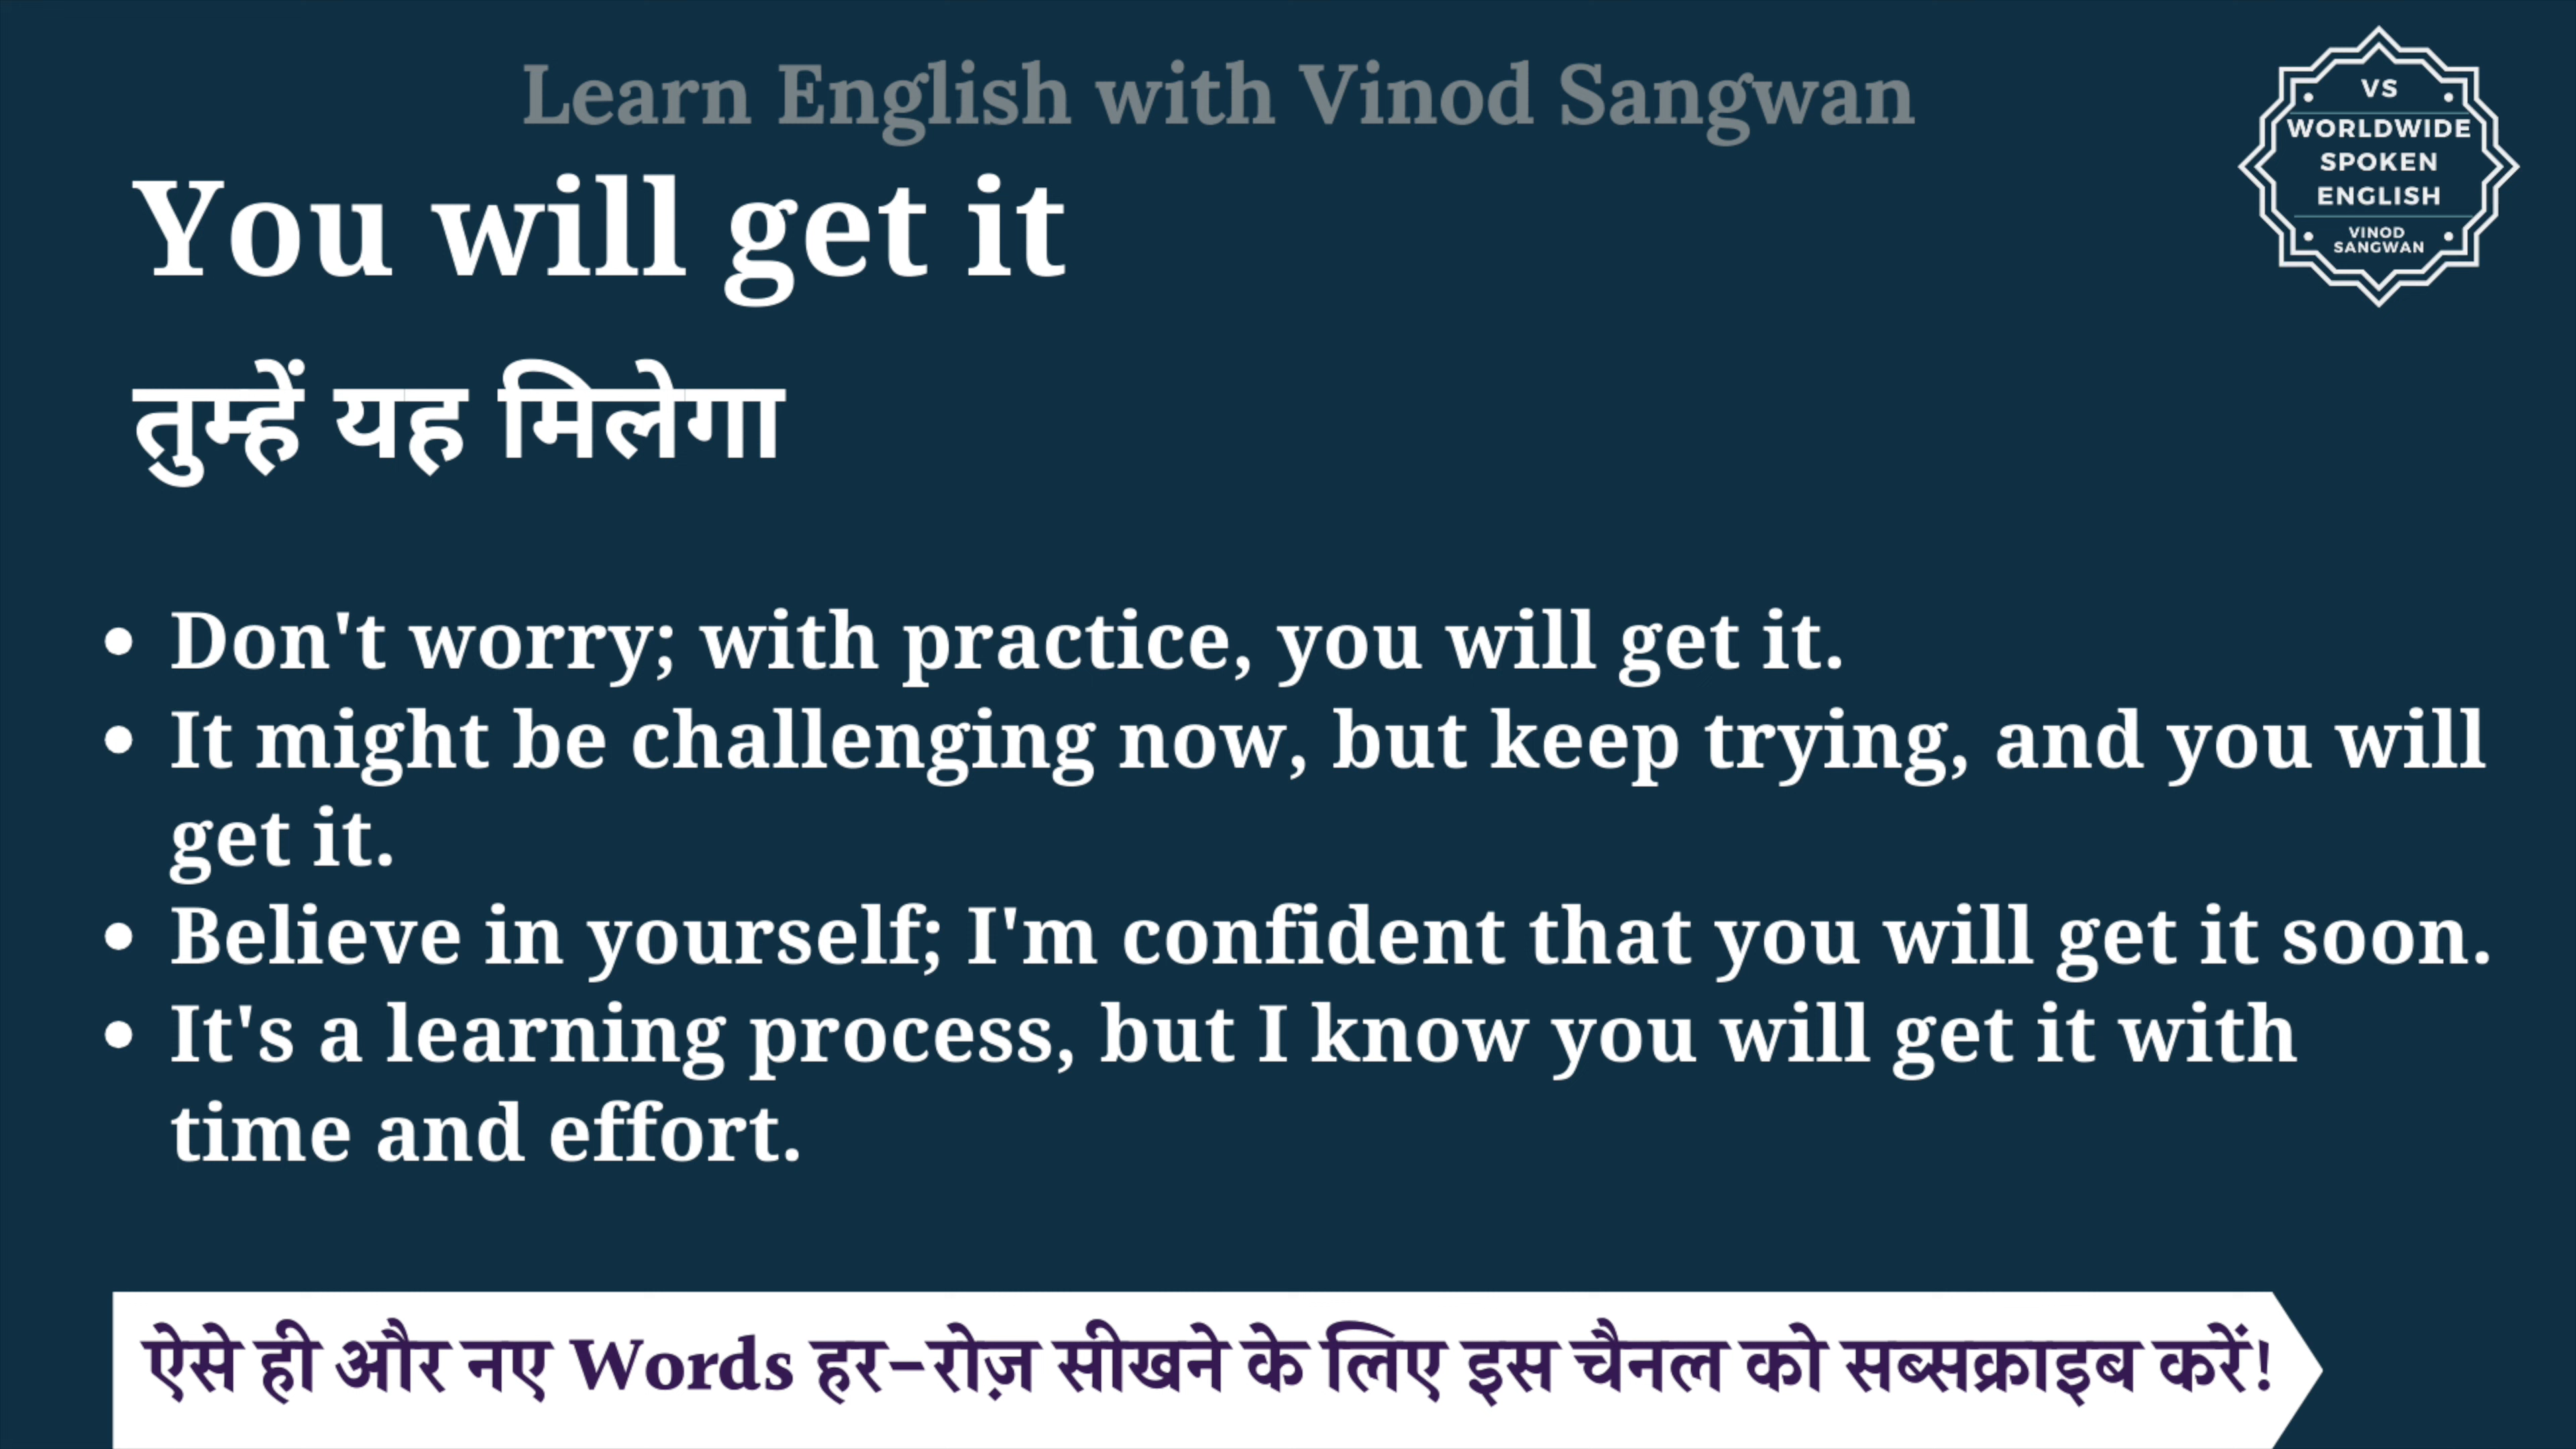 Learn English with Vinod Sangwan
VS
WORLDWIDE
SPOKEN
ENGLISH
VINOD
SANGWAN
You will get it
तुम्हें यह मिलेगा
• Don't worry; with practice, you will get it.
• It might be challenging now, but keep trying, and you will
get it.
• Believe in yourself; I'm confident that you will get it soon.
• It's a learning process, but I know you will get it with
time and effort.
ऐसे ही और नए Words हर-रोज़ सीखने के लिए इस चैनल को सब्सक्राइब करें!